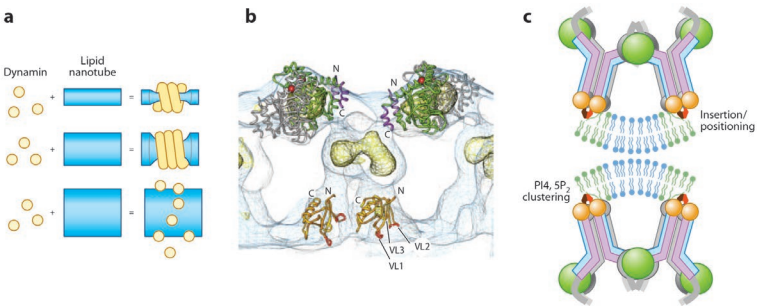 a
Dynamin
Lipid
nanotube
+
=
+
=
+
=
b
N
C
N
C
C
N
C
N
VL3
VL2
VL1
c
Insertion/
positioning
PI4, 5P₂
clustering